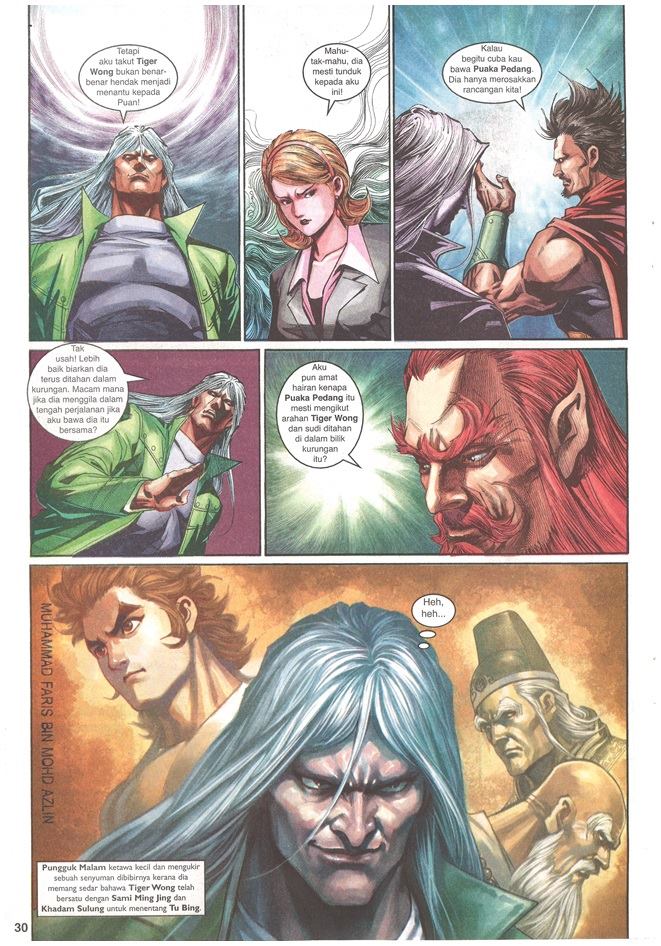 Tetapi
aku takut Tiger
Wong bukan benar-
benar hendak menjadi
menantu kepada
Puan!
Mahu-
tak-mahu, dia
mesti tunduk
kepada aku
ini!
Kalau
begitu cuba kau
bawa Puaka Pedang.
Dia hanya merosakkan
rancangan kita!
Tak
usah! Lebih
baik biarkan dia
terus ditahan dalam
kurungan. Macam mana
jika dia menggila dalam
tengah perjalanan jika
aku bawa dia itu
bersama?
Aku
pun amat
hairan kenapa
Puaka Pedang itu
mesti mengikut
arahan Tiger Wong
dan sudi ditahan
di dalam bilik
kurungan
itu?
Heh,
heh...
MUHAMMAD FARIS BIN MOHD AZLIN
Pungguk Malam ketawa kecil dan mengukir
sebuah senyuman dibibirnya kerana dia
memang sedar bahawa Tiger Wong telah
bersatu dengan Sami Ming Jing dan
Khadam Sulung untuk menentang Tu Bing.
30